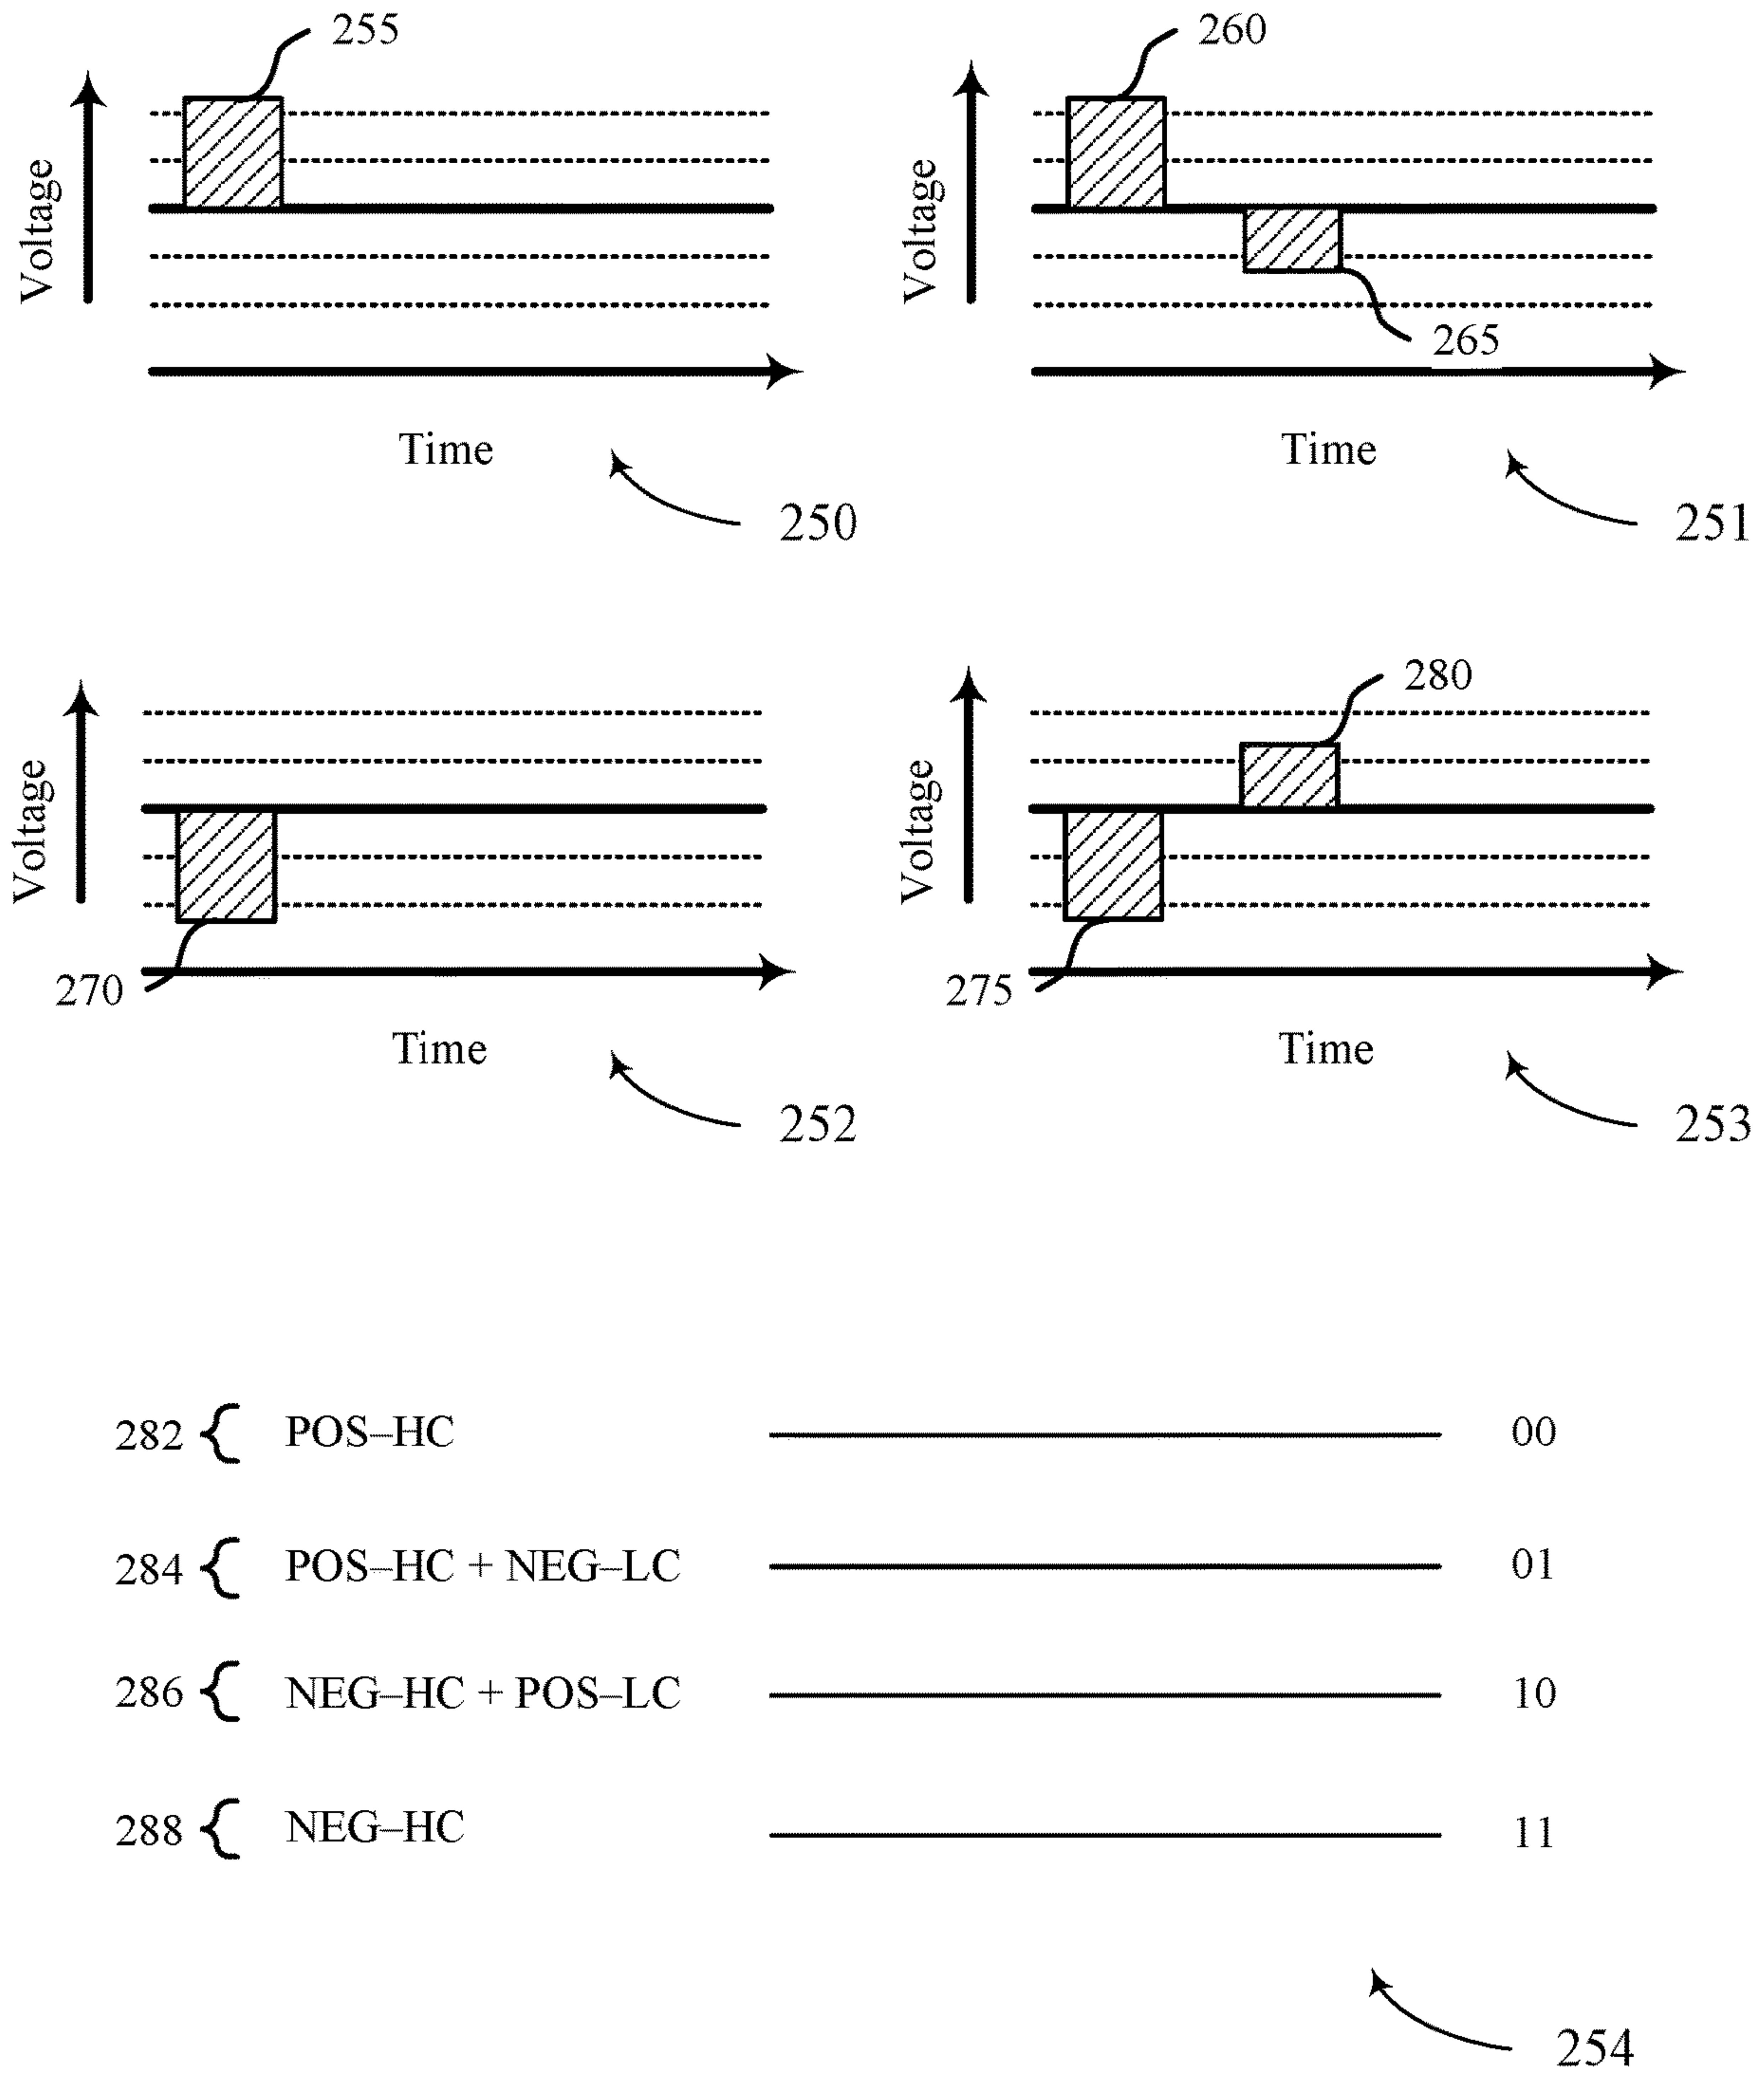 255
260
Voltage
Voltage
265
Time
Time
250
251
280
Voltage
Voltage
270
275
Time
Time
252
253
282 { POS–HC 00
284 { POS–HC + NEG–LC 01
286 { NEG–HC + POS–LC 10
288 { NEG–HC 11
254